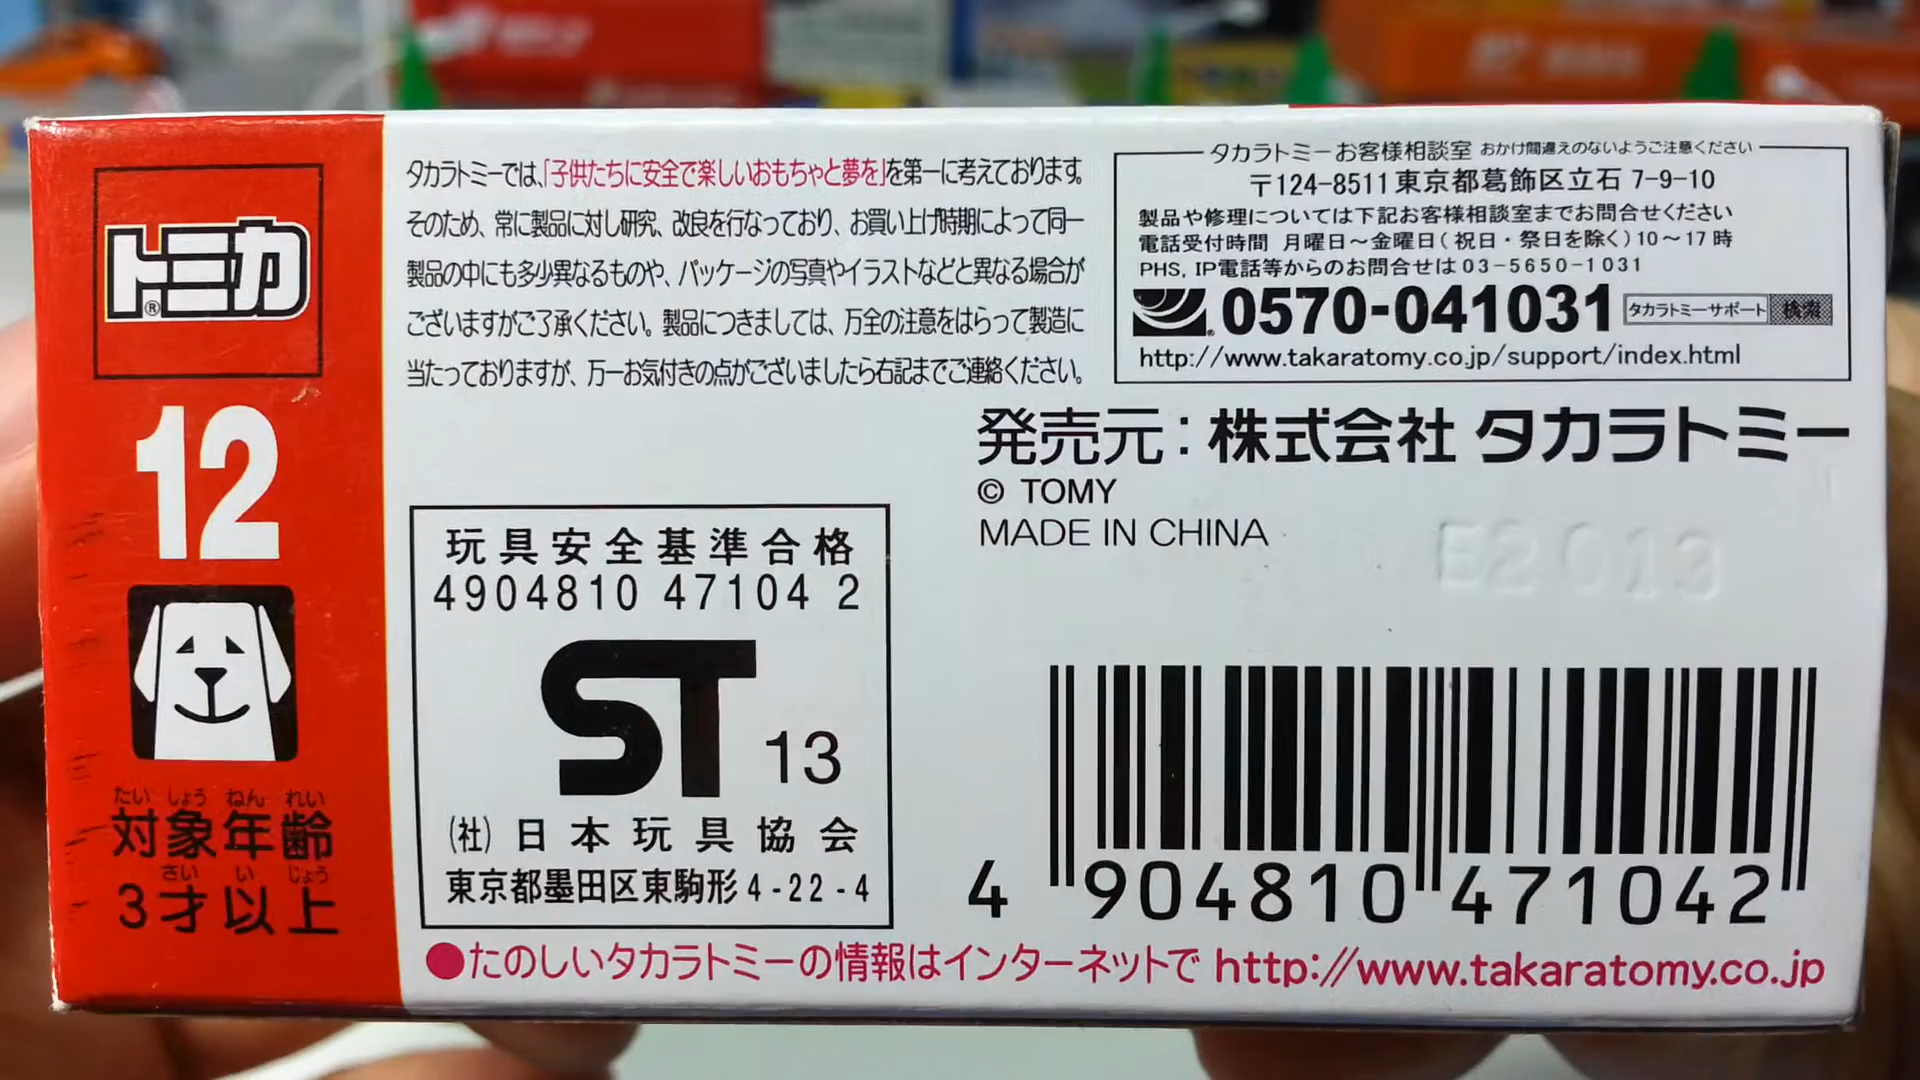 トミカ®
12
たい しょう ねん れい
対象年齢
さい い じょう
3才以上
タカラトミーでは、「子供たちに安全で楽しいおもちゃと夢を」を第一に考えております。
そのため、常に製品に対し研究、改良を行なっており、お買い上げ時期によって同一
製品の中にも多少異なるものや、パッケージの写真やイラストなどと異なる場合が
ございますがご了承ください。製品につきましては、万全の注意をはらって製造に
当たっておりますが、万一お気付きの点がございましたら右記までご連絡ください。
タカラトミーお客様相談室 おかけ間違えのないようご注意ください
〒124-8511 東京都葛飾区立石 7-9-10
製品や修理については下記お客様相談室までお問合せください
電話受付時間 月曜日～金曜日(祝日・祭日を除く)10～17時
PHS, IP電話等からのお問合せは 03-5650-1031
0570-041031 タカラトミーサポート 検索
http://www.takaratomy.co.jp/support/index.html
発売元：株式会社 タカラトミー
© TOMY
MADE IN CHINA
E2013
玩具安全基準合格
4904810 47104 2
ST 13
(社) 日本玩具協会
東京都墨田区東駒形 4-22-4
4 904810 471042
●たのしいタカラトミーの情報はインターネットで http://www.takaratomy.co.jp